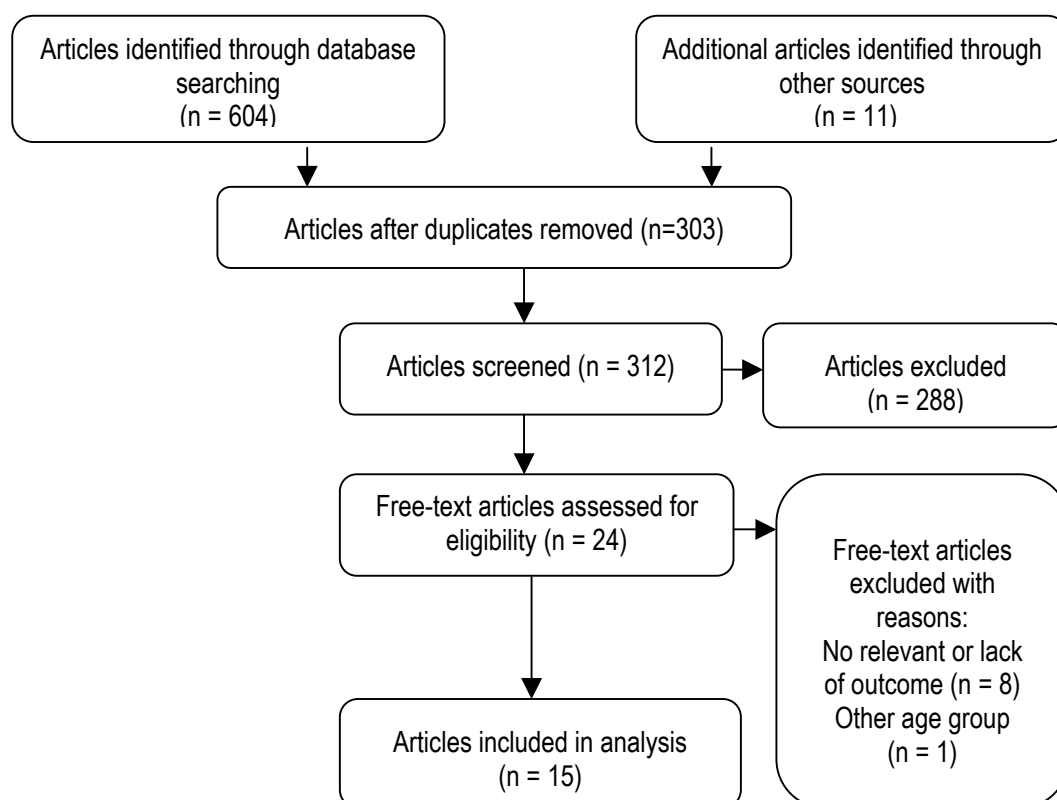 Articles identified through database
searching
(n = 604)
Additional articles identified through
other sources
(n = 11)
Articles after duplicates removed (n=303)
Articles screened (n = 312)
Articles excluded
(n = 288)
Free-text articles assessed for
eligibility (n = 24)
Free-text articles
excluded with
reasons:
No relevant or lack
of outcome (n = 8)
Other age group
(n = 1)
Articles included in analysis
(n = 15)